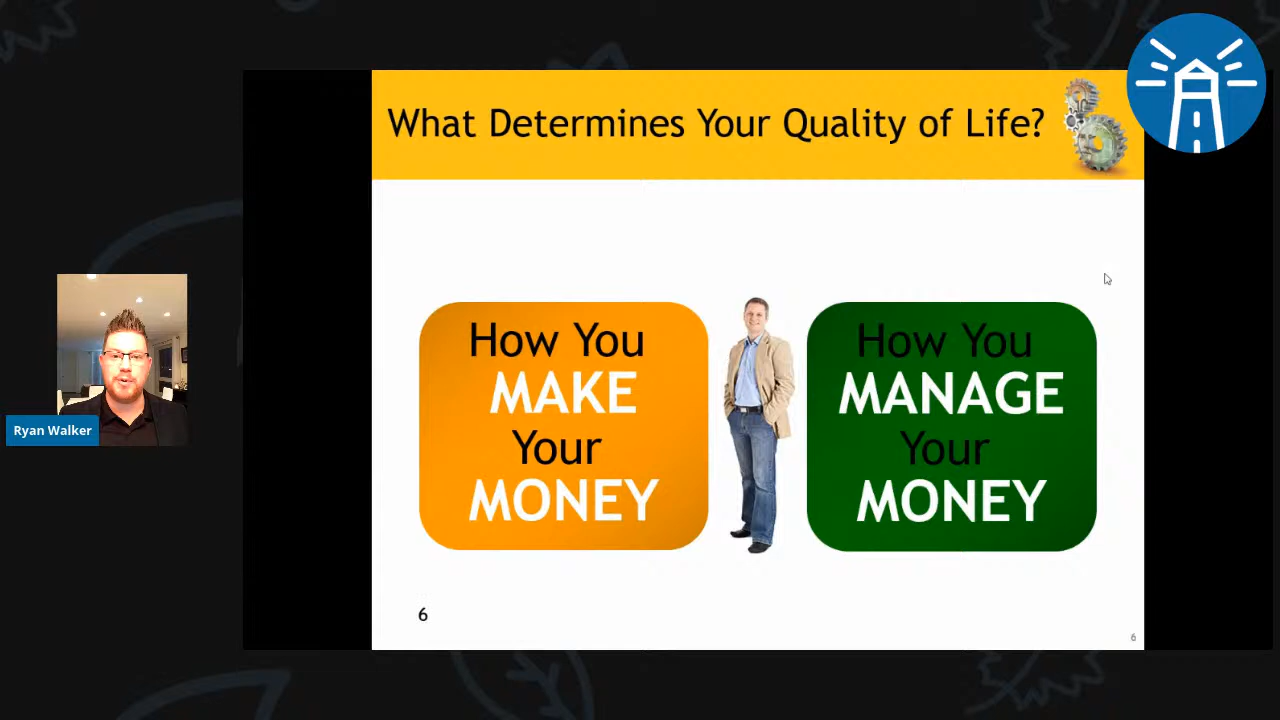 What Determines Your Quality of Life?
How You
MAKE
Your
MONEY
How You
MANAGE
Your
MONEY
Ryan Walker
6
6